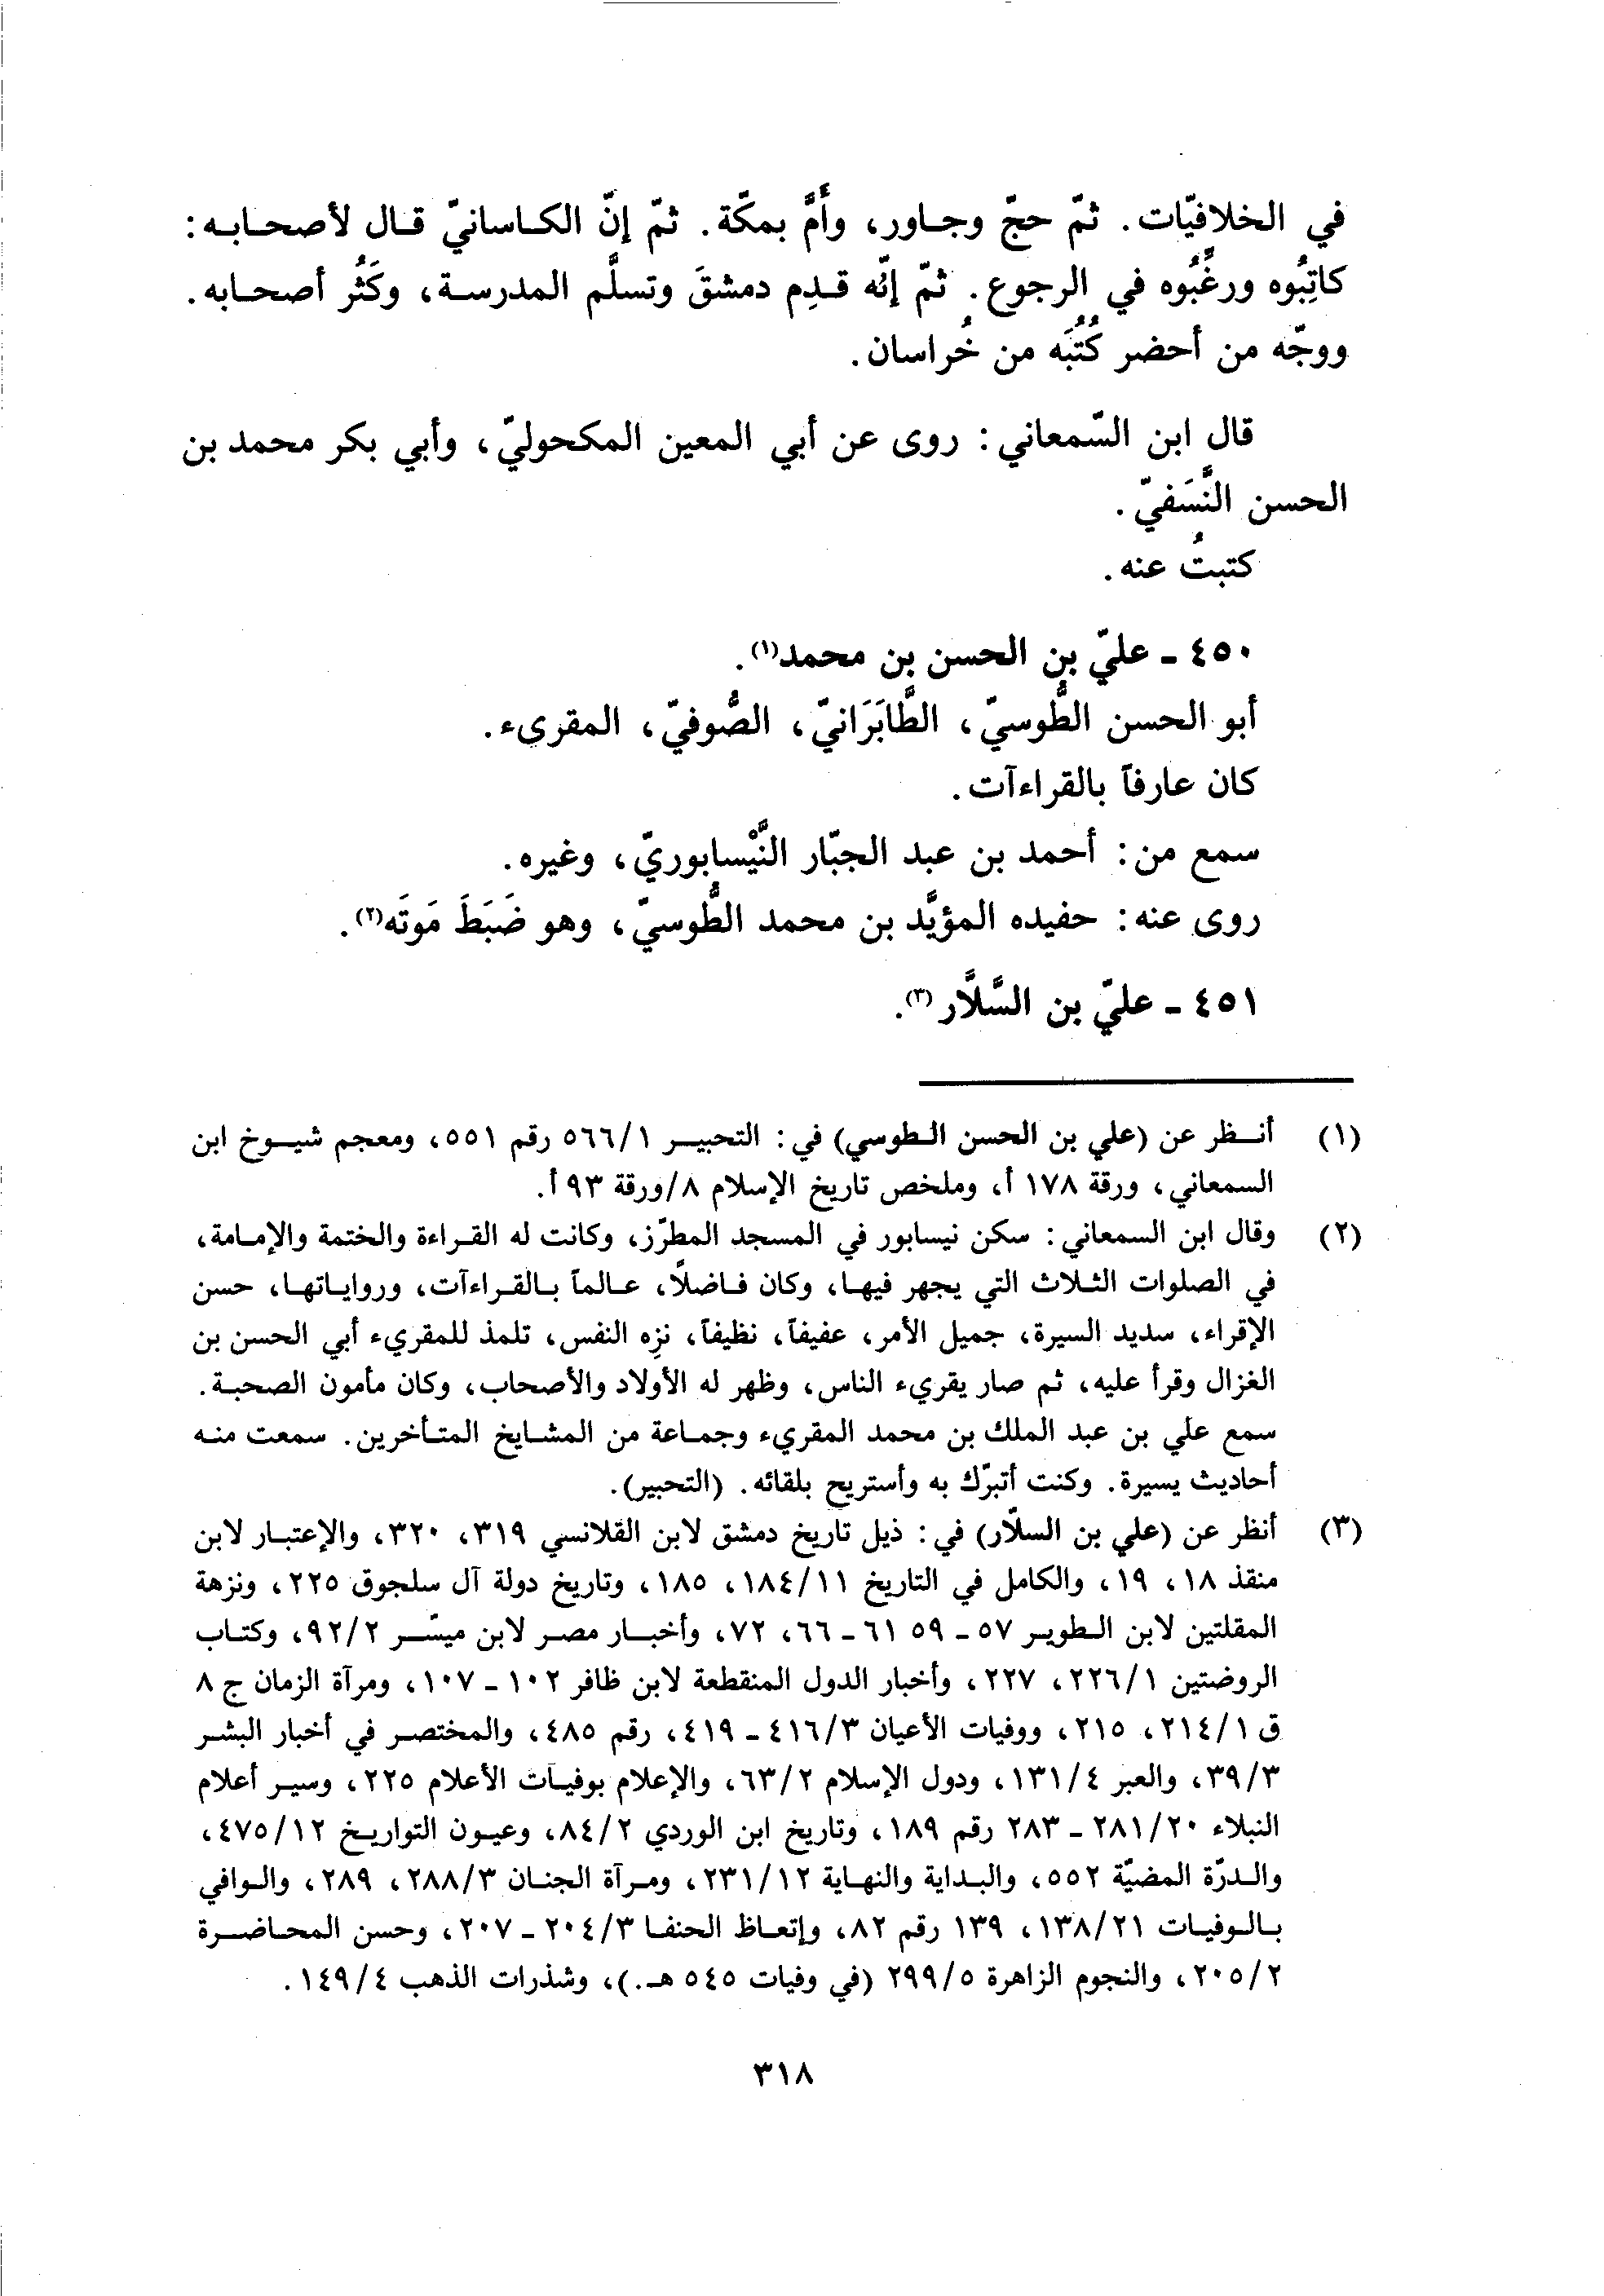 في الخلافيّات. ثمّ حجّ وجاور، وأَمَّ بمكّة. ثمّ إنّ الكاسانيّ قال لأصحابه:
كاتِبُوه ورغِّبُوه في الرجوع. ثمّ إنّه قدِم دمشقَ وتسلَّم المدرسة، وكَثُر أصحابه.
ووجّه من أحضر كُتُبَه من خُراسان.
قال ابن السّمعاني: روى عن أبي المعين المكحوليّ، وأبي بكر محمد بن
الحسن النَّسَفيّ.
كتبتُ عنه.
٤٥٠ - عليّ بن الحسن بن محمد(١).
أبو الحسن الطُّوسيّ، الطَّابَرَانيّ، الصُّوفيّ، المقرىء.
كان عارفاً بالقراءآت.
سمع من: أحمد بن عبد الجبّار النَّيْسابوريّ، وغيره.
روى عنه: حفيده المؤيَّد بن محمد الطُّوسيّ، وهو ضَبَطَ مَوتَه(٢).
٤٥١ - عليّ بن السَّلَّار(٣).
(١) أنظر عن (علي بن الحسن الطوسي) في: التحبير ٥٦٦/١ رقم ٥٥١، ومعجم شيوخ ابن
السمعاني، ورقة ١٧٨ أ، وملخص تاريخ الإسلام ٨/ورقة ٩٣ أ.
(٢) وقال ابن السمعاني: سكن نيسابور في المسجد المطرّز، وكانت له القراءة والختمة والإمامة،
في الصلوات الثلاث التي يجهر فيها، وكان فاضلاً، عالماً بالقراءآت، ورواياتها، حسن
الإقراء، سديد السيرة، جميل الأمر، عفيفاً، نظيفاً، نزِه النفس، تلمذ للمقريء أبي الحسن بن
الغزال وقرأ عليه، ثم صار يقريء الناس، وظهر له الأولاد والأصحاب، وكان مأمون الصحبة.
سمع علي بن عبد الملك بن محمد المقريء وجماعة من المشايخ المتأخرين. سمعت منه
أحاديث يسيرة. وكنت أتبرّك به وأستريح بلقائه. (التحبير).
(٣) أنظر عن (علي بن السلّار) في: ذيل تاريخ دمشق لابن القلانسي ٣١٩، ٣٢٠، والإعتبار لابن
منقذ ١٨، ١٩، والكامل في التاريخ ١٨٤/١١، ١٨٥، وتاريخ دولة آل سلجوق ٢٢٥، ونزهة
المقلتين لابن الطوير ٥٧ - ٥٩ ٦١ - ٦٦، ٧٢، وأخبار مصر لابن ميسّر ٩٢/٢، وكتاب
الروضتين ٢٢٦/١، ٢٢٧، وأخبار الدول المنقطعة لابن ظافر ١٠٢ - ١٠٧، ومرآة الزمان ج ٨
ق ٢١٤/١، ٢١٥، ووفيات الأعيان ٤١٦/٣ - ٤١٩، رقم ٤٨٥، والمختصر في أخبار البشر
٣٩/٣، والعبر ١٣١/٤، ودول الإسلام ٦٣/٢، والإعلام بوفيات الأعلام ٢٢٥، وسير أعلام
النبلاء ٢٨١/٢٠ - ٢٨٣ رقم ١٨٩، وتاريخ ابن الوردي ٨٤/٢، وعيون التواريخ ٤٧٥/١٢،
والدرّة المضيّة ٥٥٢، والبداية والنهاية ٢٣١/١٢، ومرآة الجنان ٢٨٨/٣، ٢٨٩، والوافي
بالوفيات ١٣٨/٢١، ١٣٩ رقم ٨٢، وإتعاظ الحنفا ٢٠٤/٣ - ٢٠٧، وحسن المحاضرة
٢٠٥/٢، والنجوم الزاهرة ٢٩٩/٥ (في وفيات ٥٤٥ هـ.)، وشذرات الذهب ١٤٩/٤.
٣١٨